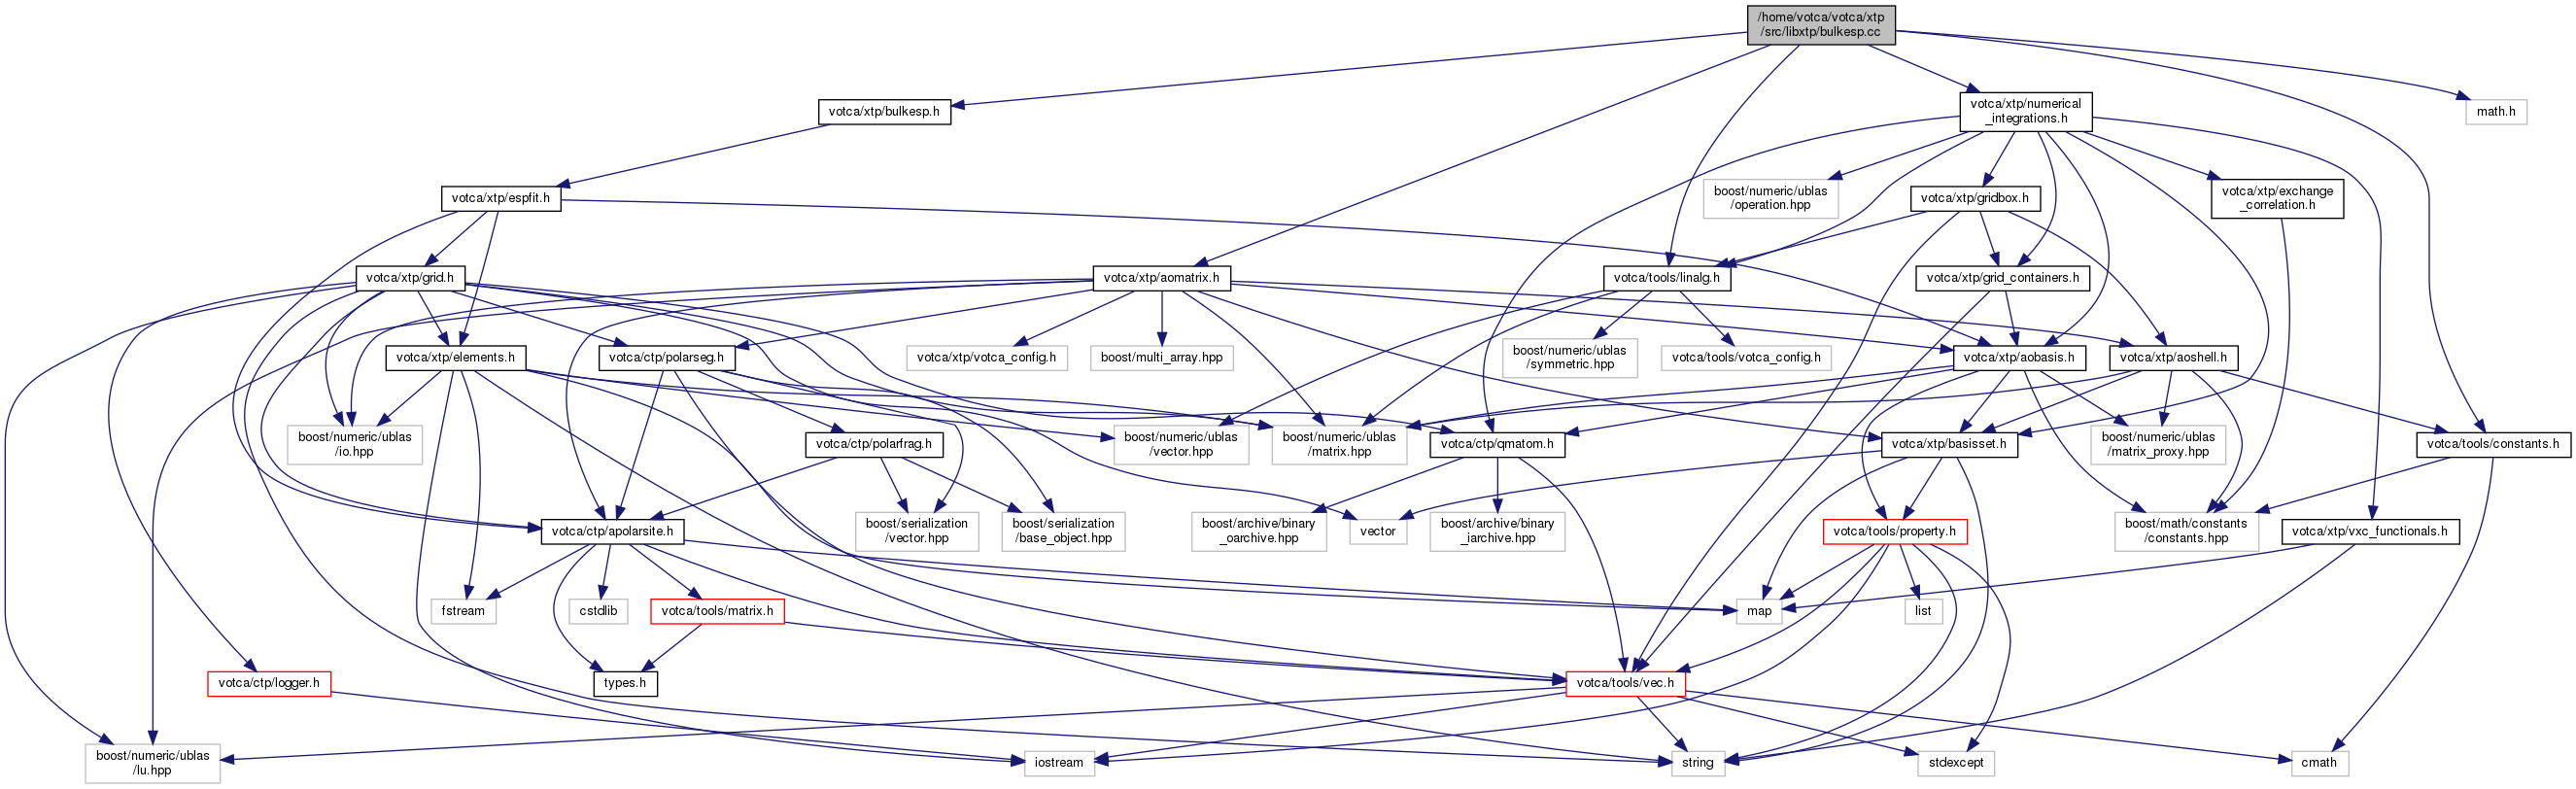 /home/votca/votca/xtp
/src/libxtp/bulkesp.cc
votca/xtp/bulkesp.h
votca/xtp/numerical
_integrations.h
math.h
votca/xtp/espfit.h
boost/numeric/ublas
/operation.hpp
votca/xtp/gridbox.h
votca/xtp/exchange
_correlation.h
votca/xtp/grid.h
votca/xtp/aomatrix.h
votca/tools/linalg.h
votca/xtp/grid_containers.h
votca/xtp/elements.h
votca/ctp/polarseg.h
votca/xtp/votca_config.h
boost/multi_array.hpp
boost/numeric/ublas
/symmetric.hpp
votca/tools/votca_config.h
votca/xtp/aobasis.h
votca/xtp/aoshell.h
boost/numeric/ublas
/io.hpp
votca/ctp/polarfrag.h
boost/numeric/ublas
/vector.hpp
boost/numeric/ublas
/matrix.hpp
votca/ctp/qmatom.h
votca/xtp/basisset.h
boost/numeric/ublas
/matrix_proxy.hpp
votca/tools/constants.h
votca/ctp/apolarsite.h
boost/serialization
/vector.hpp
boost/serialization
/base_object.hpp
boost/archive/binary
_oarchive.hpp
vector
boost/archive/binary
_iarchive.hpp
votca/tools/property.h
boost/math/constants
/constants.hpp
votca/xtp/vxc_functionals.h
fstream
cstdlib
votca/tools/matrix.h
map
list
votca/ctp/logger.h
types.h
votca/tools/vec.h
boost/numeric/ublas
/lu.hpp
iostream
string
stdexcept
cmath